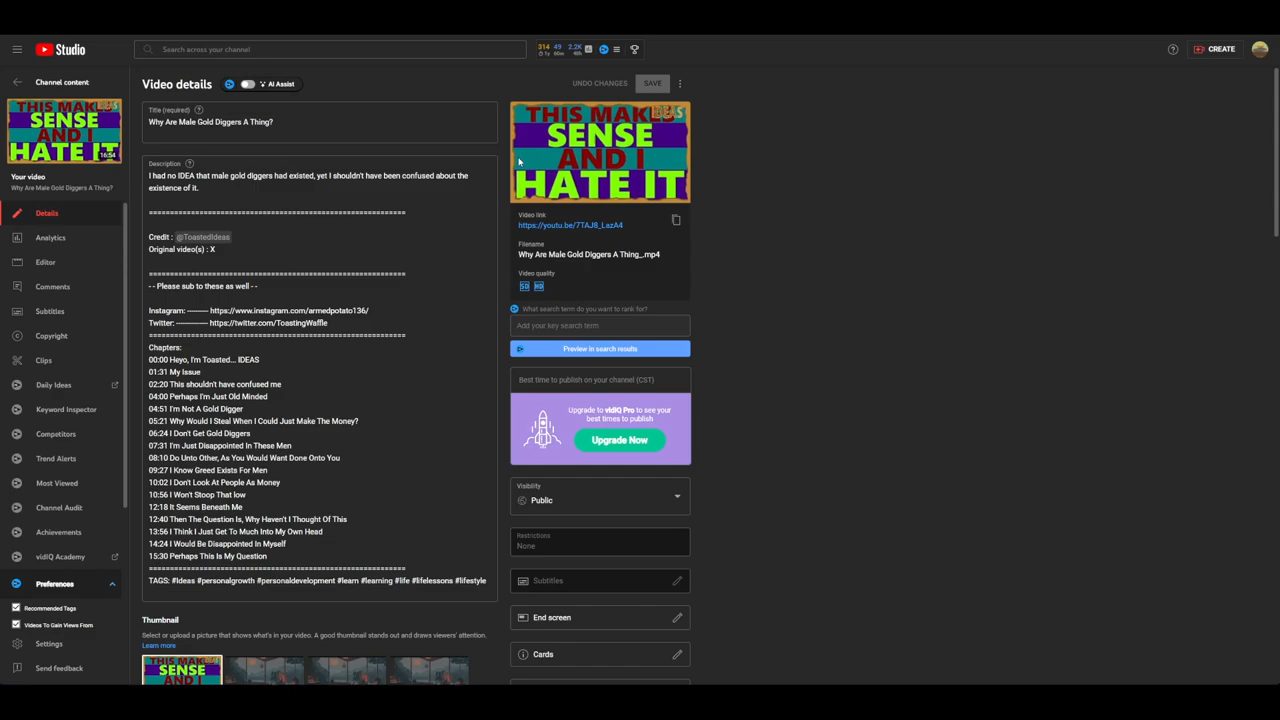 Studio
Search across your channel
314 49 2.2K
CREATE
Channel content
THIS MAKES IDEAS
SENSE
AND I
HATE IT
16:54
Your video
Why Are Male Gold Diggers A Thing?
Details
Analytics
Editor
Comments
Subtitles
Copyright
Clips
Daily Ideas
Keyword Inspector
Competitors
Trend Alerts
Most Viewed
Channel Audit
Achievements
vidIQ Academy
Preferences
Recommended Tags
Videos To Gain Views From
Settings
Send feedback
Video details
AI Assist
UNDO CHANGES
SAVE
Title (required)
Why Are Male Gold Diggers A Thing?
Description
I had no IDEA that male gold diggers had existed, yet I shouldn't have been confused about the
existence of it.
============================================================
Credit : @ToastedIdeas
Original video(s) : X
============================================================
- - Please sub to these as well - -
Instagram: ——— https://www.instagram.com/armedpotato136/
Twitter: ———— https://twitter.com/ToastingWaffle
============================================================
Chapters:
00:00 Heyo, I'm Toasted... IDEAS
01:31 My Issue
02:20 This shouldn't have confused me
04:00 Perhaps I'm Just Old Minded
04:51 I'm Not A Gold Digger
05:21 Why Would I Steal When I Could Just Make The Money?
06:24 I Don't Get Gold Diggers
07:31 I'm Just Disappointed In These Men
08:10 Do Unto Other, As You Would Want Done Onto You
09:27 I Know Greed Exists For Men
10:02 I Don't Look At People As Money
10:56 I Won't Stoop That low
12:18 It Seems Beneath Me
12:40 Then The Question Is, Why Haven't I Thought Of This
13:56 I Think I Just Get To Much Into My Own Head
14:24 I Would Be Disappointed In Myself
15:30 Perhaps This Is My Question
============================================================
TAGS: #Ideas #personalgrowth #personaldevelopment #learn #learning #life #lifelessons #lifestyle
Thumbnail
Select or upload a picture that shows what's in your video. A good thumbnail stands out and draws viewers' attention.
Learn more
THIS MAKES IDEAS
SENSE
THIS MAKES IDEAS
SENSE
AND I
HATE IT
Video link
https://youtu.be/7TAJ8_LazA4
Filename
Why Are Male Gold Diggers A Thing_.mp4
Video quality
SD HD
What search term do you want to rank for?
Add your key search term
Preview in search results
Best time to publish on your channel (CST)
Upgrade to vidIQ Pro to see your
best times to publish
Upgrade Now
Visibility
Public
Restrictions
None
Subtitles
End screen
Cards